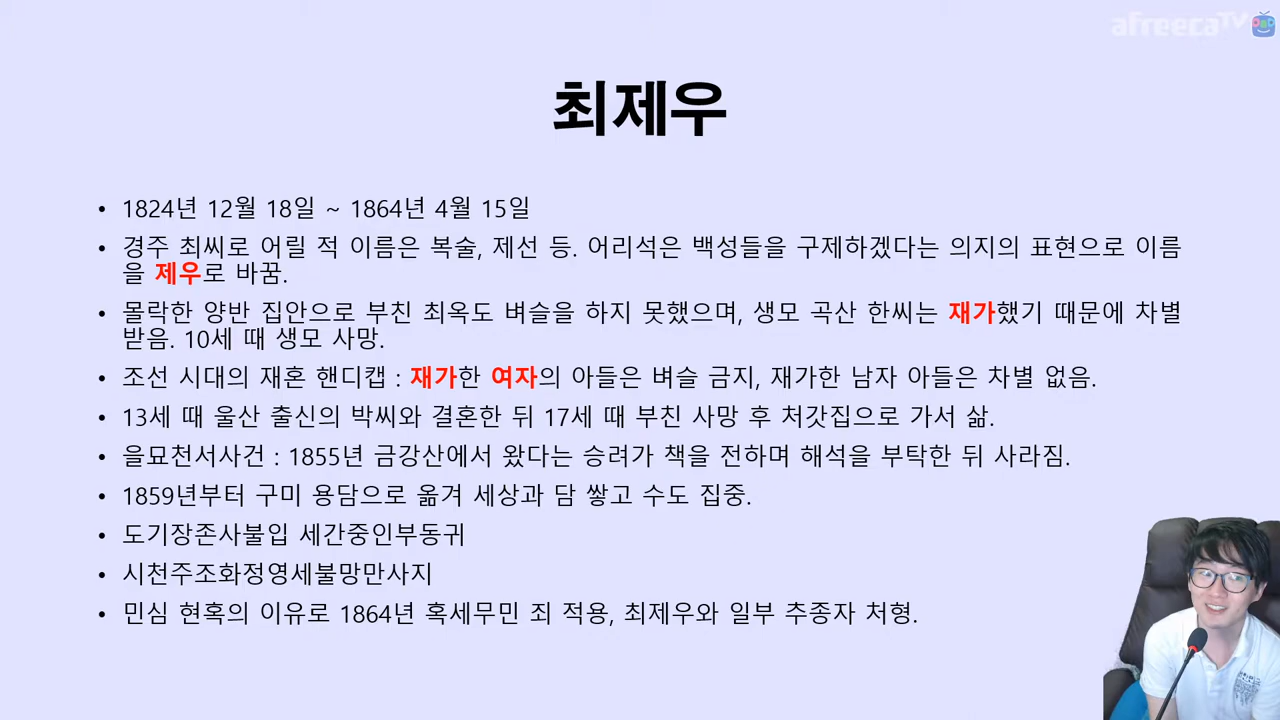 afreecaTV
최제우
• 1824년 12월 18일 ~ 1864년 4월 15일
• 경주 최씨로 어릴 적 이름은 복술, 제선 등. 어리석은 백성들을 구제하겠다는 의지의 표현으로 이름
을 제우로 바꿈.
• 몰락한 양반 집안으로 부친 최옥도 벼슬을 하지 못했으며, 생모 곡산 한씨는 재가했기 때문에 차별
받음. 10세 때 생모 사망.
• 조선 시대의 재혼 핸디캡 : 재가한 여자의 아들은 벼슬 금지, 재가한 남자 아들은 차별 없음.
• 13세 때 울산 출신의 박씨와 결혼한 뒤 17세 때 부친 사망 후 처갓집으로 가서 삶.
• 을묘천서사건 : 1855년 금강산에서 왔다는 승려가 책을 전하며 해석을 부탁한 뒤 사라짐.
• 1859년부터 구미 용담으로 옮겨 세상과 담 쌓고 수도 집중.
• 도기장존사불입 세간중인부동귀
• 시천주조화정영세불망만사지
• 민심 현혹의 이유로 1864년 혹세무민 죄 적용, 최제우와 일부 추종자 처형.